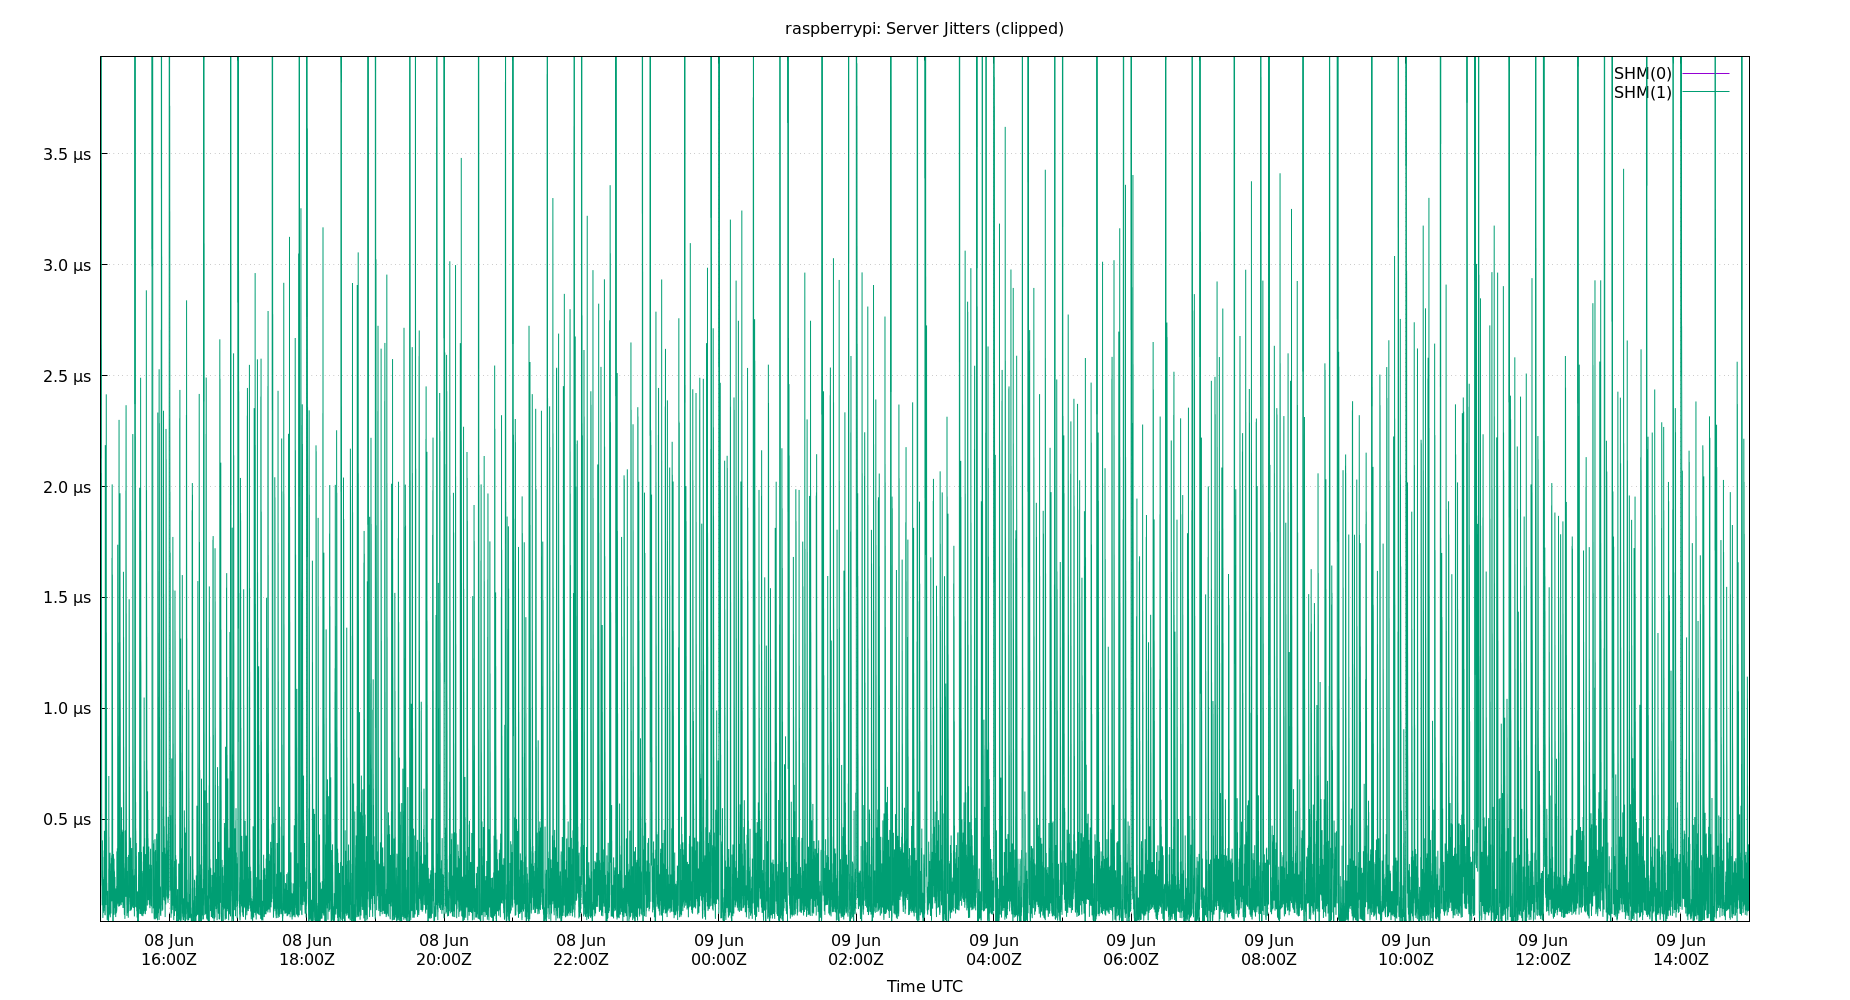 raspberrypi: Server Jitters (clipped)
SHM(0)
SHM(1)
3.5 µs
3.0 µs
2.5 µs
2.0 µs
1.5 µs
1.0 µs
0.5 µs
08 Jun 08 Jun 08 Jun 08 Jun 09 Jun 09 Jun 09 Jun 09 Jun 09 Jun 09 Jun 09 Jun 09 Jun
16:00Z 18:00Z 20:00Z 22:00Z 00:00Z 02:00Z 04:00Z 06:00Z 08:00Z 10:00Z 12:00Z 14:00Z
Time UTC